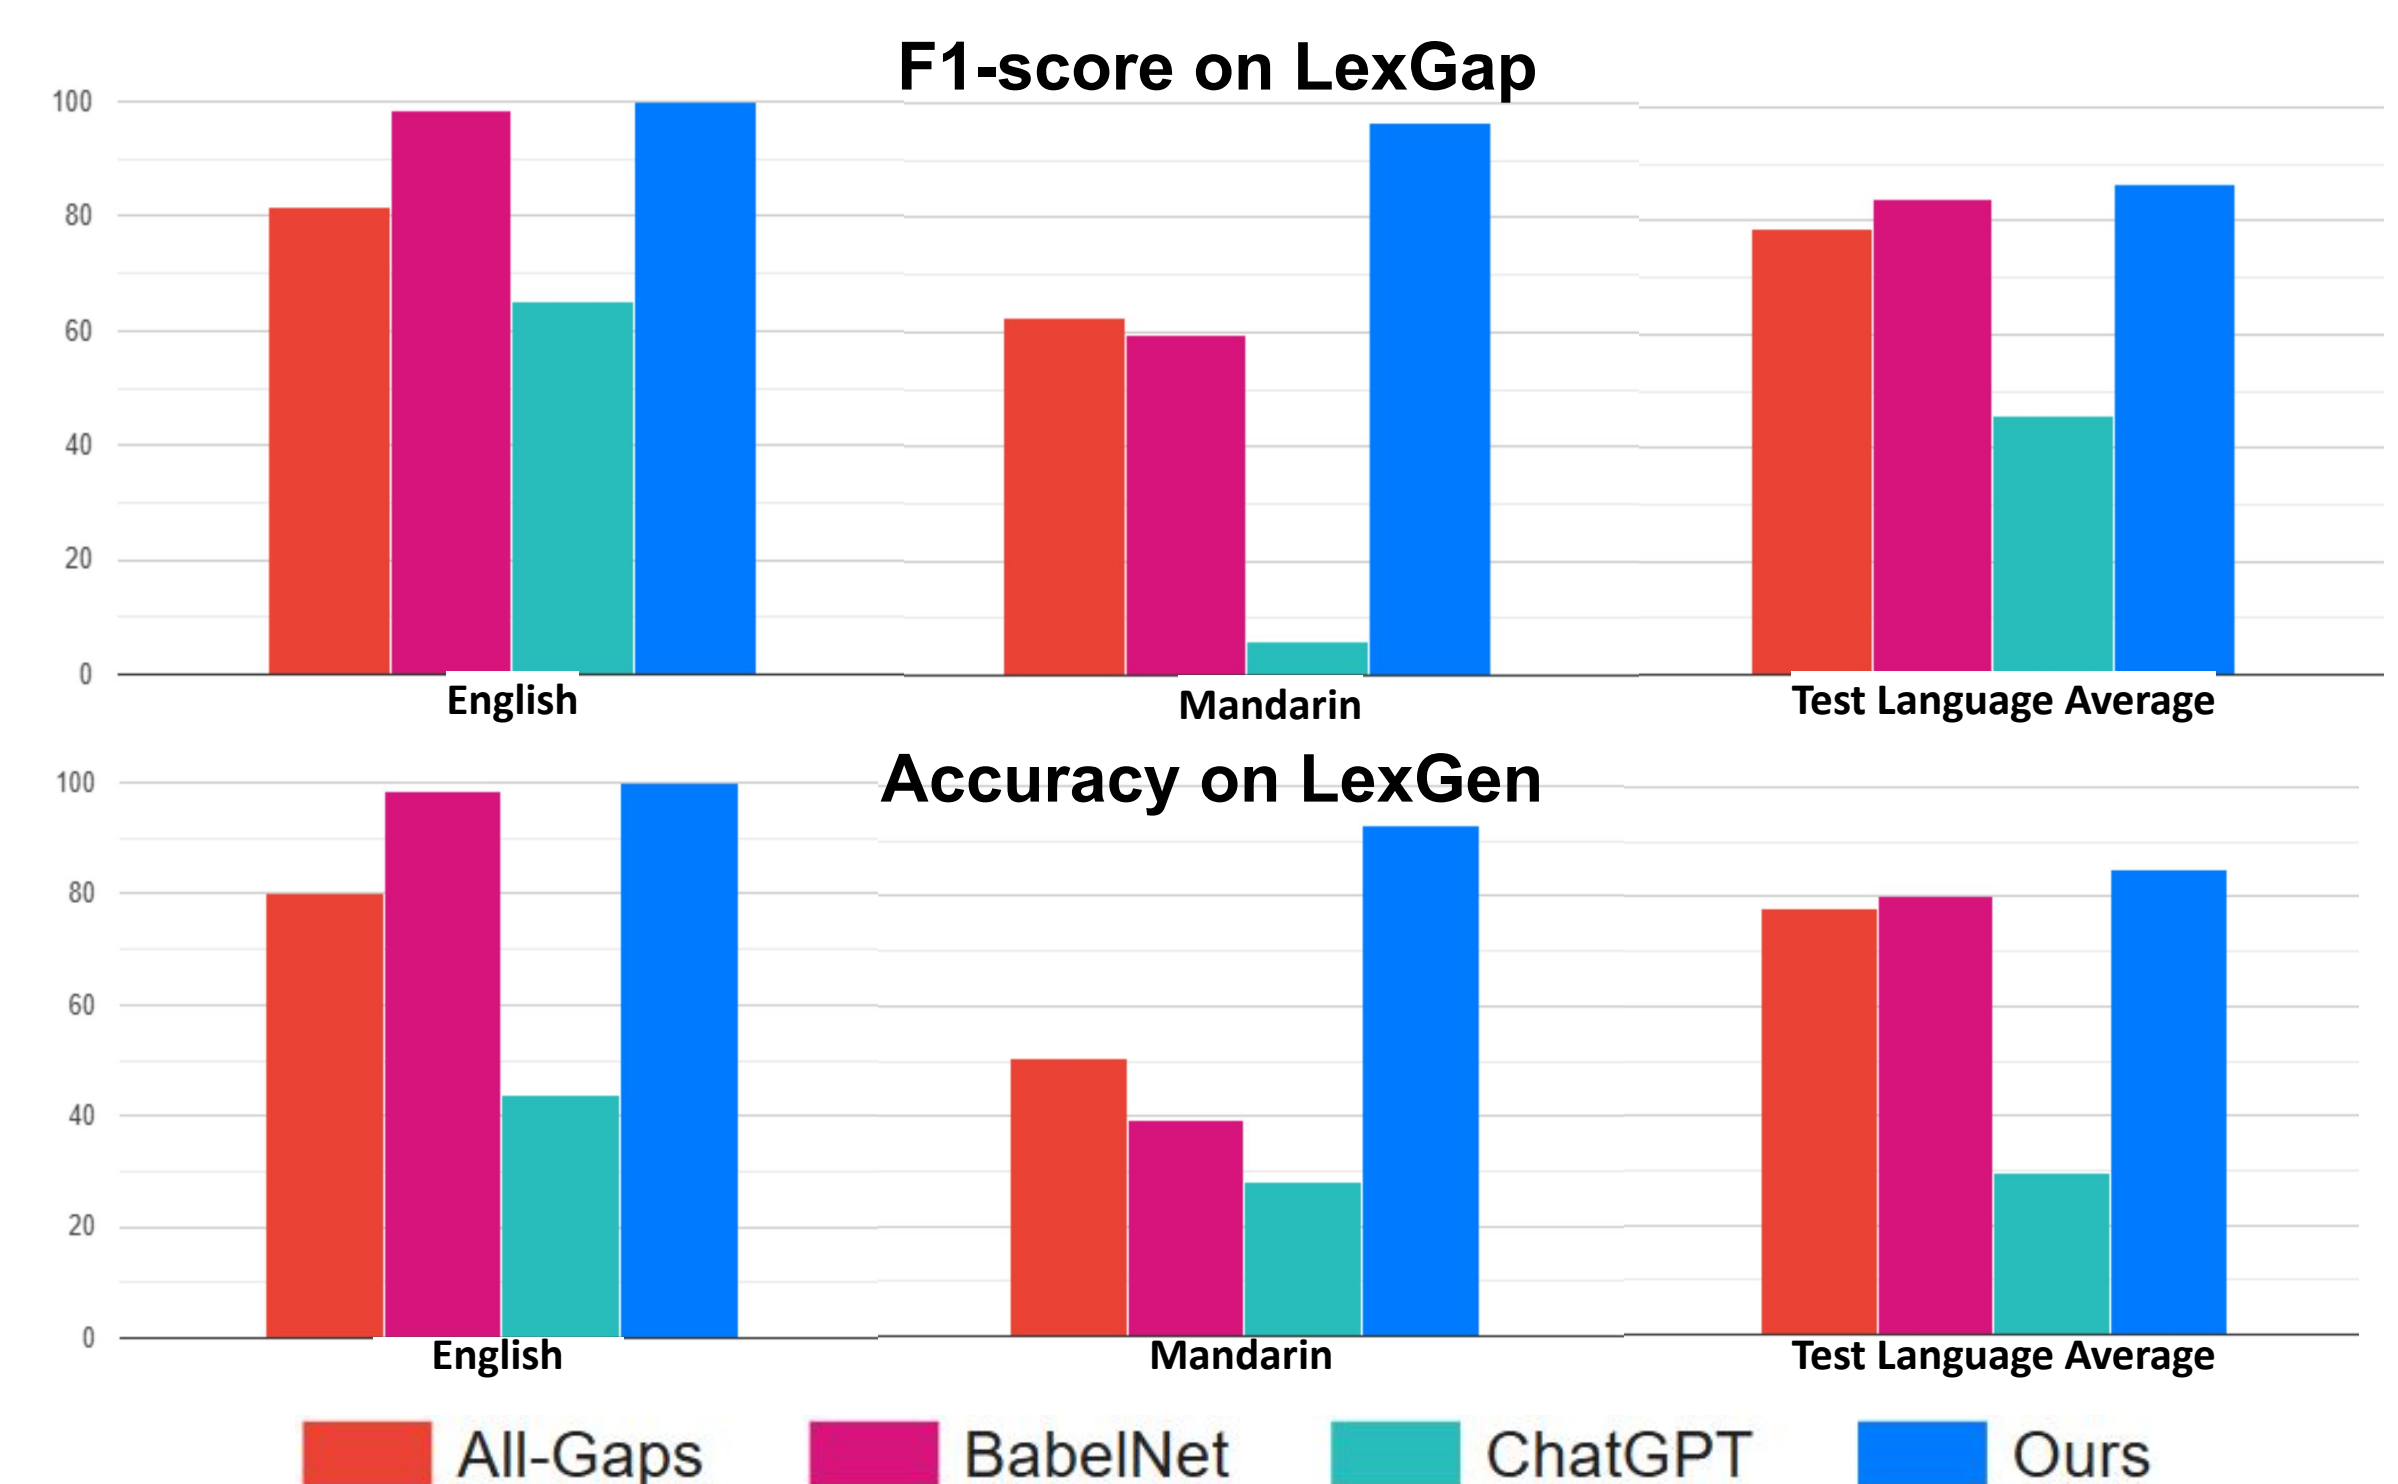 F1-score on LexGap
100
80
60
40
20
0
English Mandarin Test Language Average
Accuracy on LexGen
100
80
60
40
20
0
English Mandarin Test Language Average
All-Gaps BabelNet ChatGPT Ours